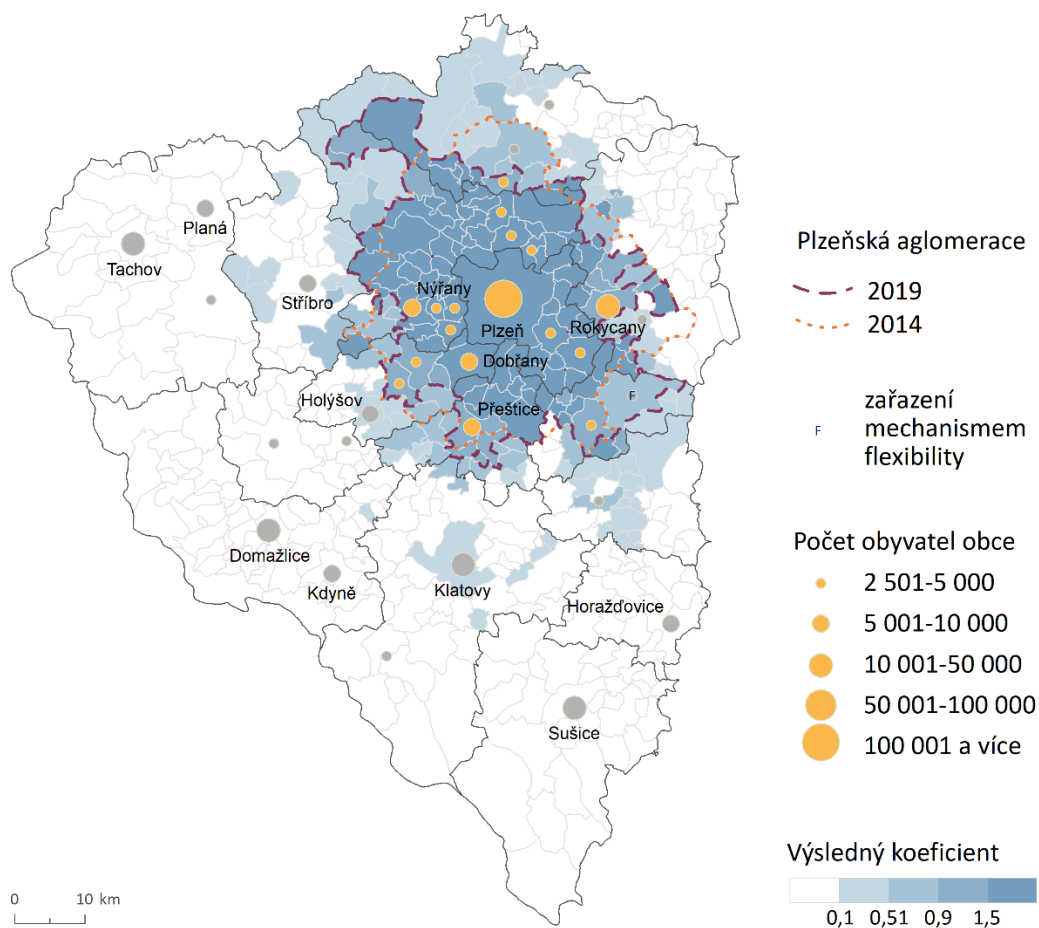 Planá
Tachov
Stříbro
Nýřany
Plzeň
Rokycany
Dobřany
Holýšov
Přeštice
F
Domažlice
Kdyně
Klatovy
Horažďovice
Sušice
0 10 km
Plzeňská aglomerace
2019
2014
F
zařazení
mechanismem
flexibility
Počet obyvatel obce
2 501-5 000
5 001-10 000
10 001-50 000
50 001-100 000
100 001 a více
Výsledný koeficient
0,1 0,51 0,9 1,5